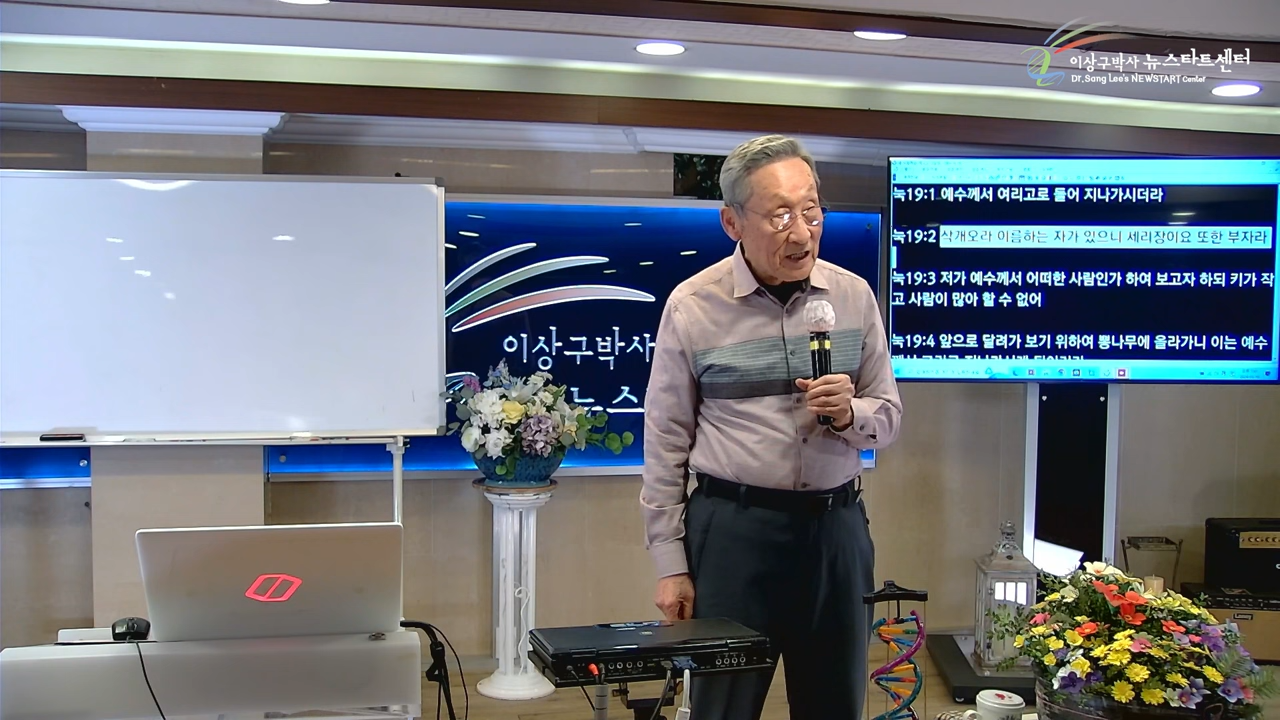 이상구박사 뉴스타트센터
Dr. Sang Lee's NEWSTART Center
눅19:1 예수께서 여리고로 들어 지나가시더라
눅19:2 삭개오라 이름하는 자가 있으니 세리장이요 또한 부자라
눅19:3 저가 예수께서 어떠한 사람인가 하여 보고자 하되 키가 작
고 사람이 많아 할 수 없어
눅19:4 앞으로 달려가 보기 위하여 뽕나무에 올라가니 이는 예수
이상구박사
뉴스